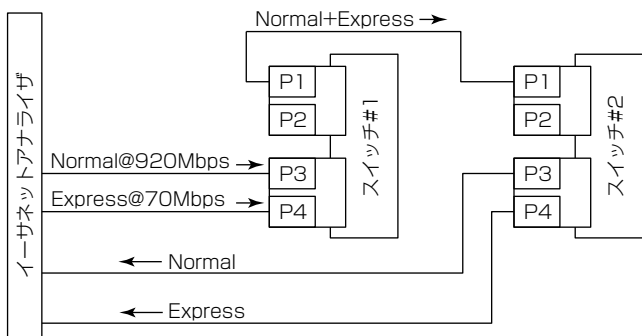 Normal+Express →
イーサネットアナライザ
P1
P2
スイッチ#1
P1
P2
スイッチ#2
Normal@920Mbps →
P3
Express@70Mbps →
P4
P3
P4
← Normal
← Express